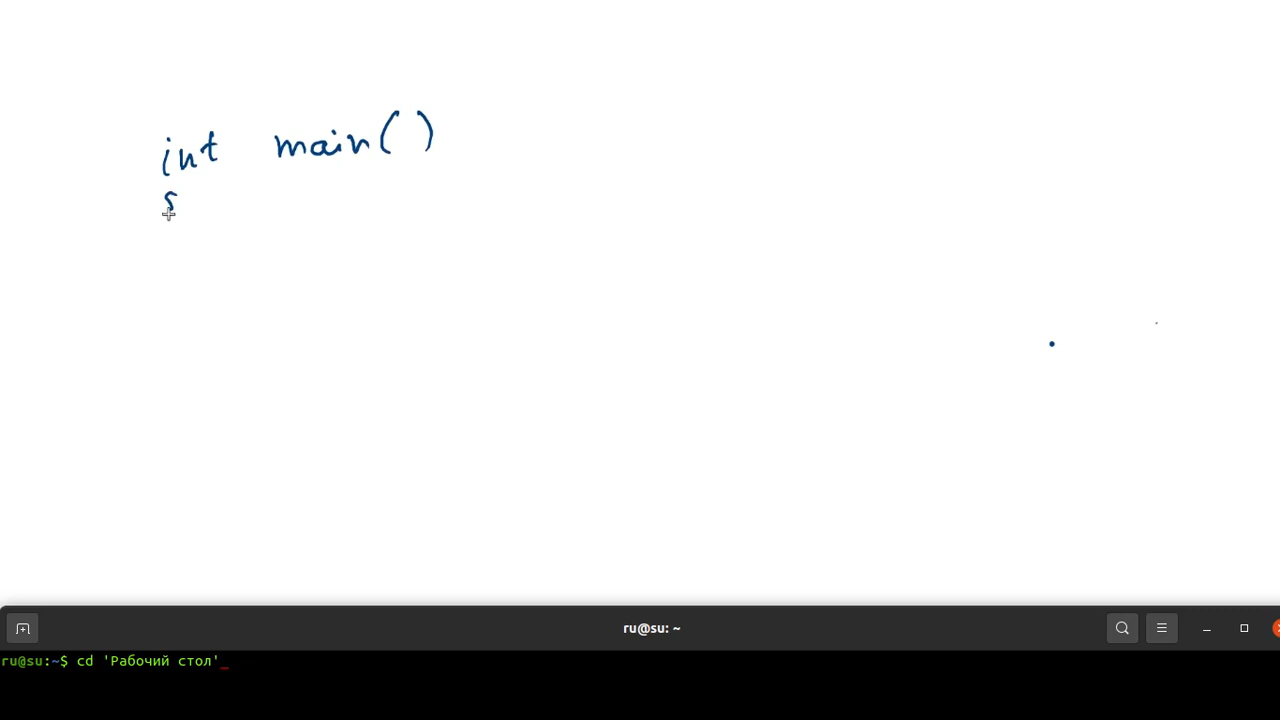 int main()
ru@su: ~
ru@su:~$ cd 'Рабочий стол'